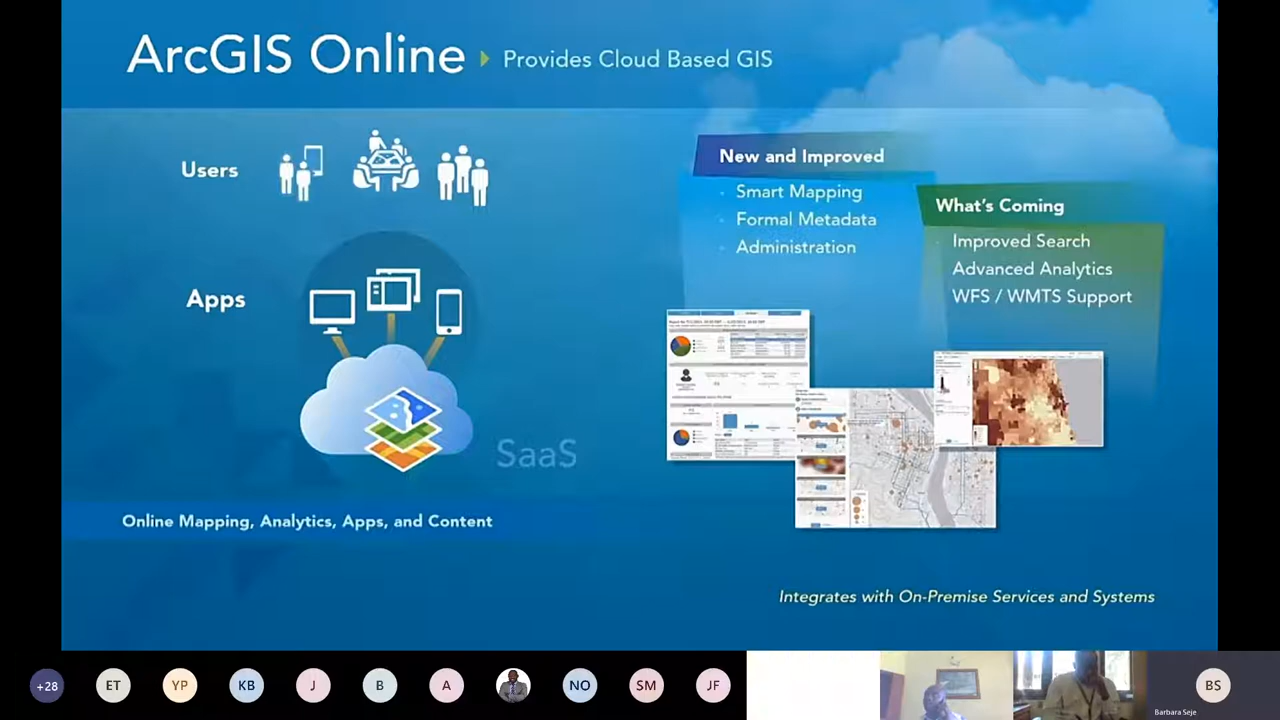 ArcGIS Online
Provides Cloud Based GIS
Users
Apps
SaaS
Online Mapping, Analytics, Apps, and Content
New and Improved
Smart Mapping
Formal Metadata
Administration
What's Coming
Improved Search
Advanced Analytics
WFS / WMTS Support
Integrates with On-Premise Services and Systems
+28
ET
YP
KB
J
B
A
NO
SM
JF
BS
Barbara Seje